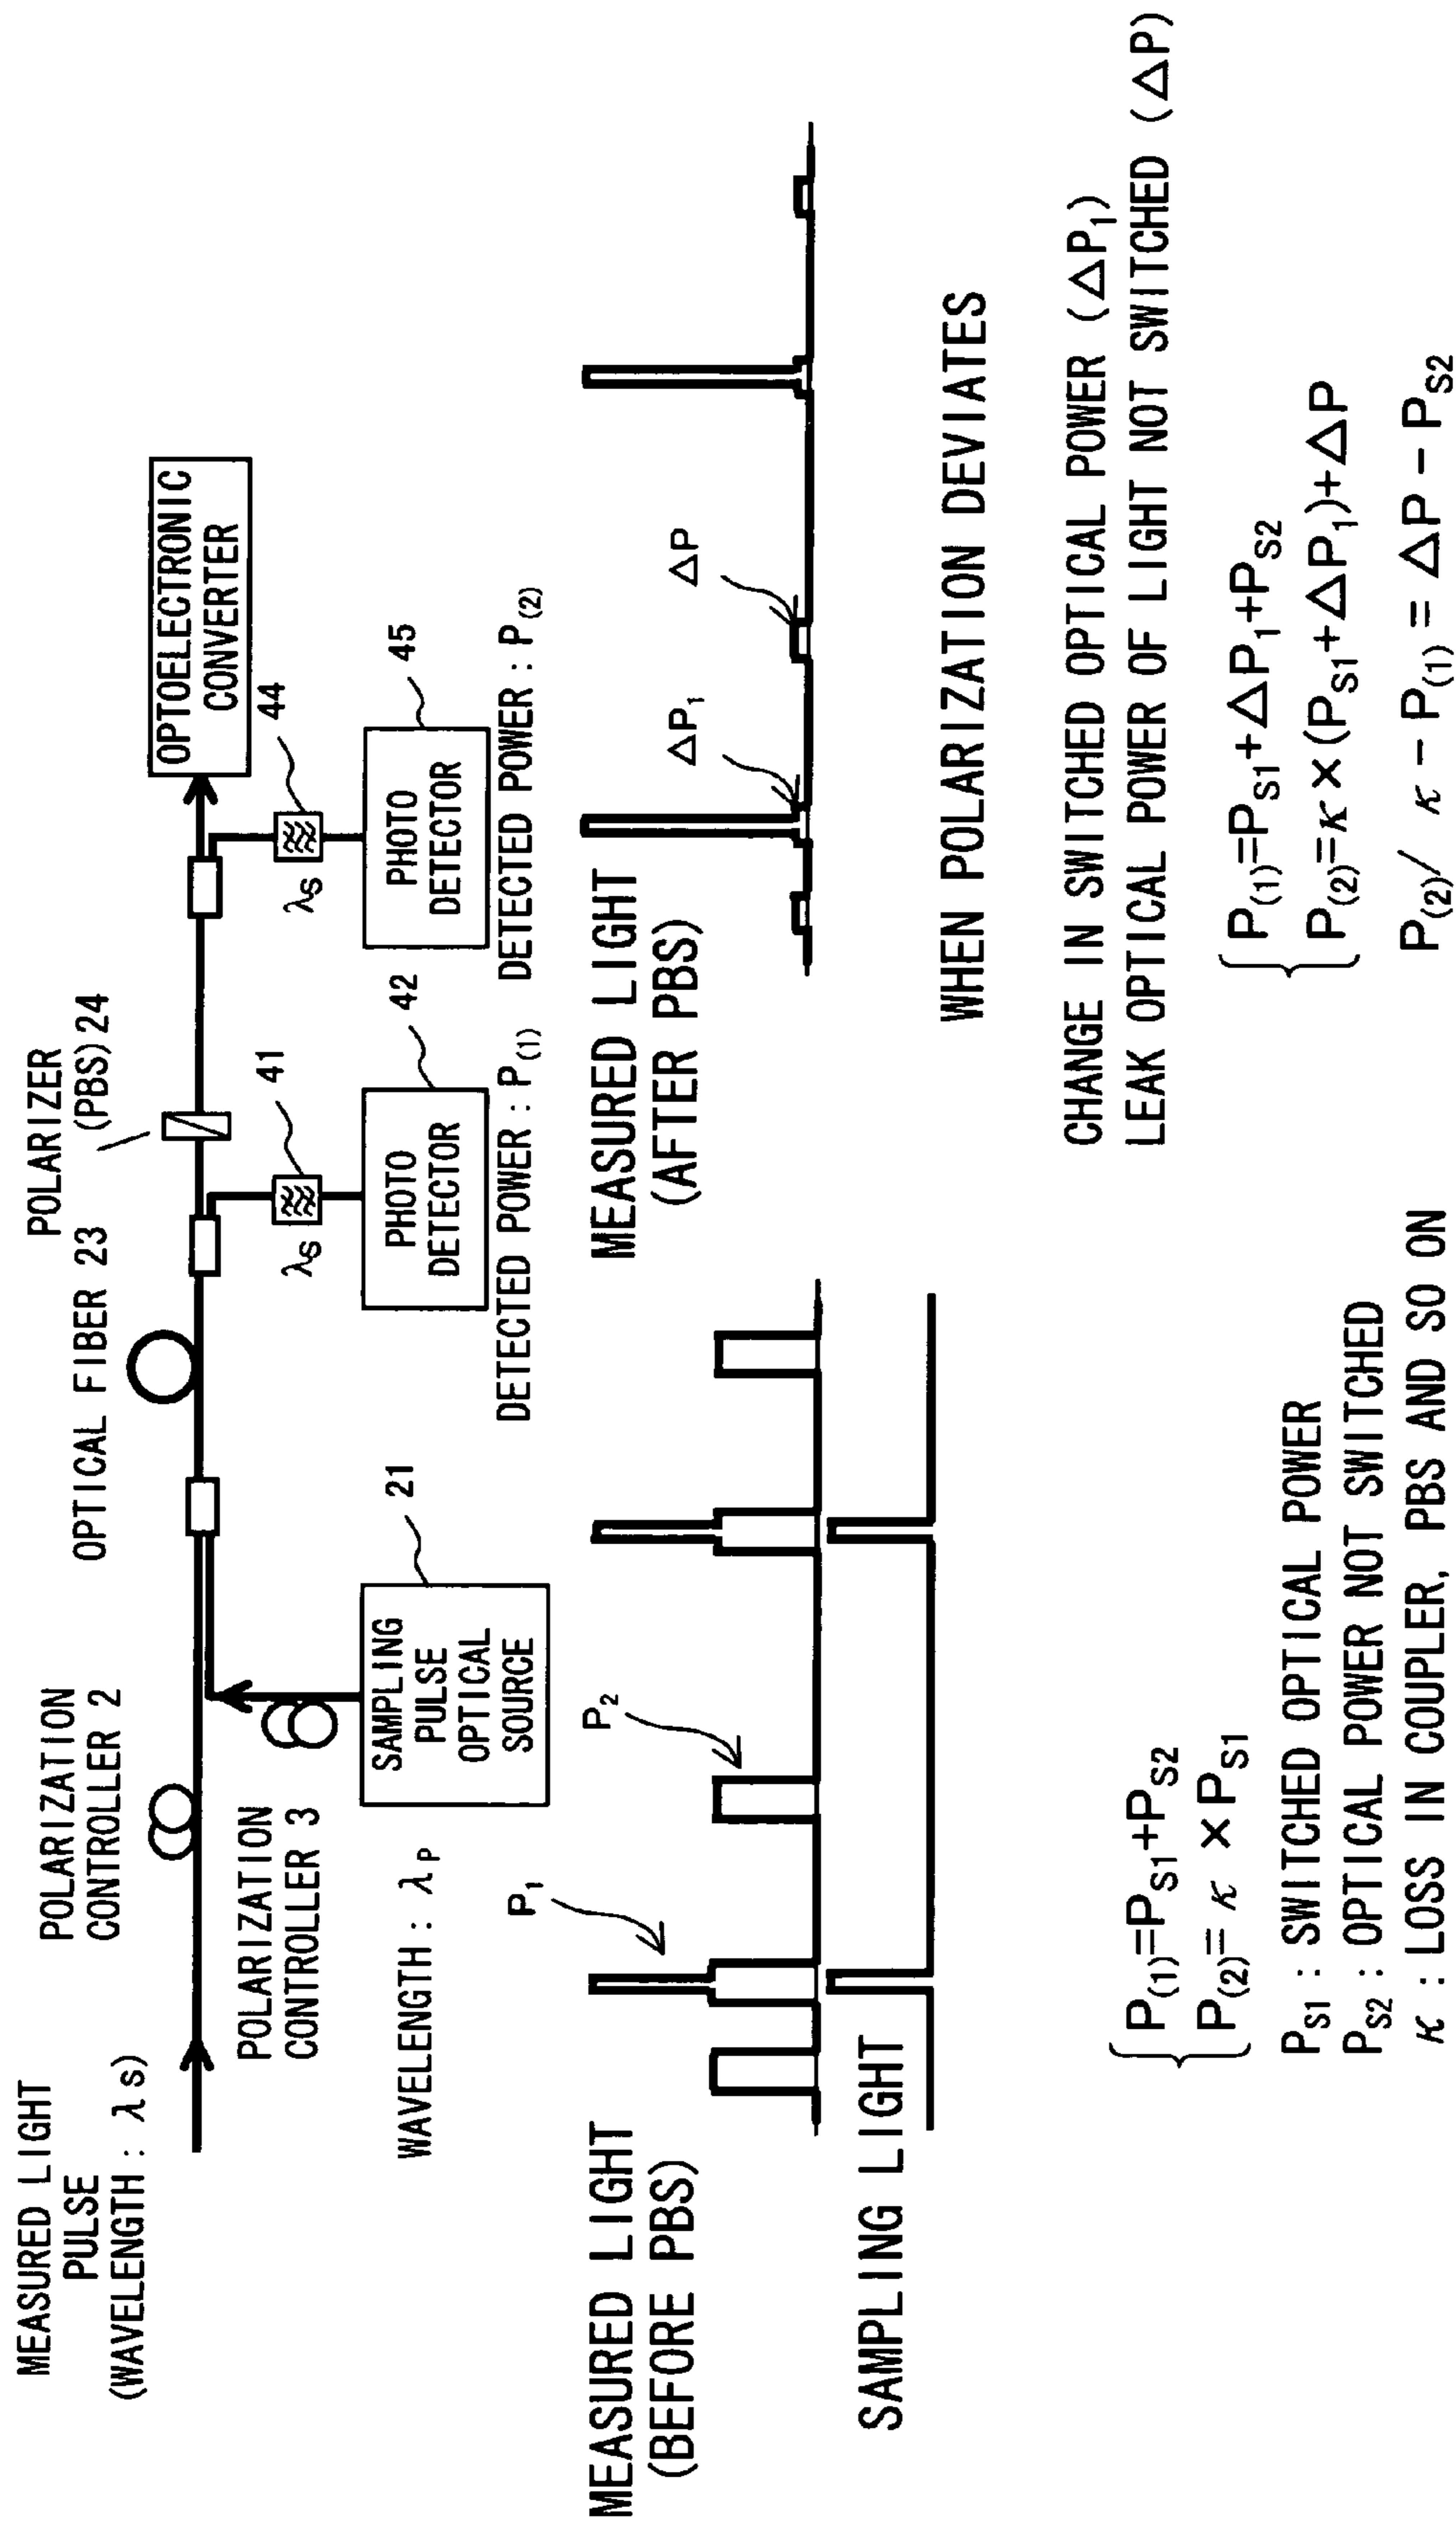 MEASURED LIGHT
PULSE
(WAVELENGTH : λs)
POLARIZATION
CONTROLLER 2
OPTICAL FIBER 23
POLARIZER
(PBS) 24
OPTOELECTRONIC
CONVERTER
POLARIZATION
CONTROLLER 3
WAVELENGTH : λP
SAMPLING
PULSE
OPTICAL
SOURCE
21
λS
41
PHOTO
DETECTOR
42
DETECTED POWER : P(1)
λS
44
PHOTO
DETECTOR
45
DETECTED POWER : P(2)
MEASURED LIGHT
(BEFORE PBS)
P1
P2
SAMPLING LIGHT
MEASURED LIGHT
(AFTER PBS)
ΔP1
ΔP
P(1)=PS1+PS2
P(2)= κ ×PS1
PS1 : SWITCHED OPTICAL POWER
PS2 : OPTICAL POWER NOT SWITCHED
κ : LOSS IN COUPLER, PBS AND SO ON
WHEN POLARIZATION DEVIATES
CHANGE IN SWITCHED OPTICAL POWER (ΔP1)
LEAK OPTICAL POWER OF LIGHT NOT SWITCHED (ΔP)
P(1)=PS1+ΔP1+PS2
P(2)=κ×(PS1+ΔP1)+ΔP
P(2)/ κ − P(1) = ΔP − PS2